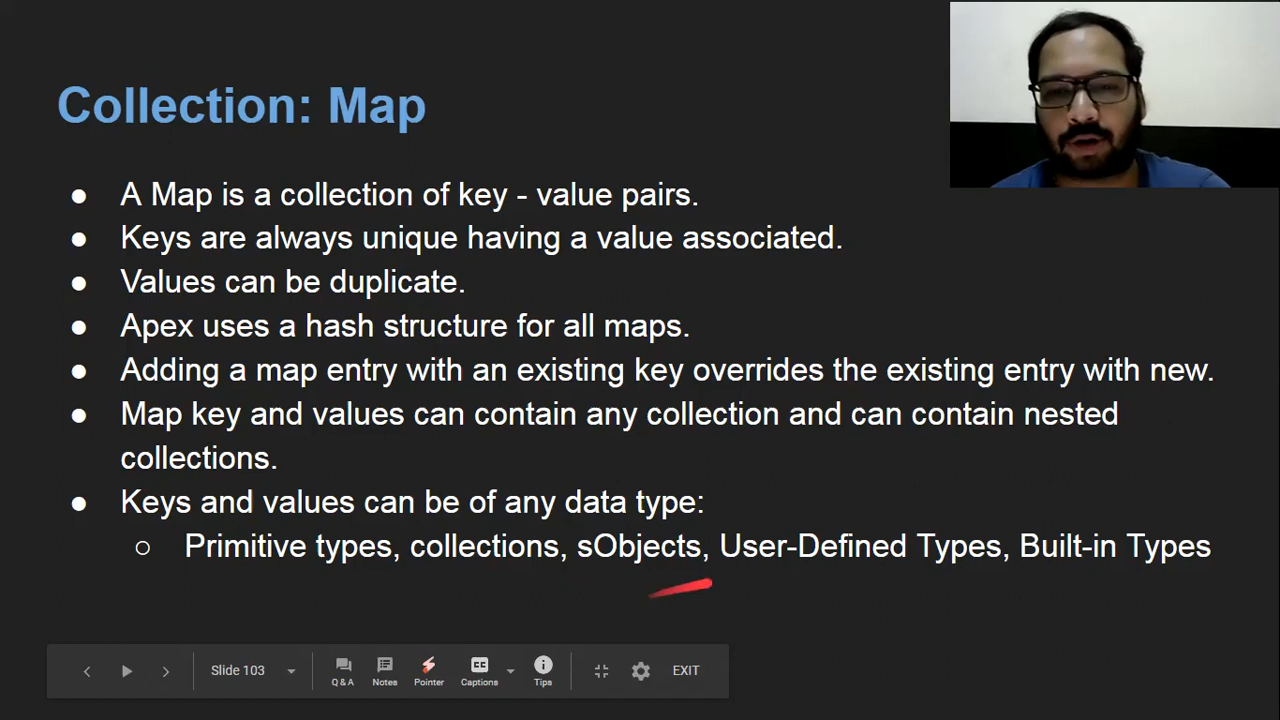 Collection: Map
● A Map is a collection of key - value pairs.
● Keys are always unique having a value associated.
● Values can be duplicate.
● Apex uses a hash structure for all maps.
● Adding a map entry with an existing key overrides the existing entry with new.
● Map key and values can contain any collection and can contain nested
collections.
● Keys and values can be of any data type:
○ Primitive types, collections, sObjects, User-Defined Types, Built-in Types
Slide 103
Q & A
Notes
Pointer
CC
Captions
Tips
EXIT